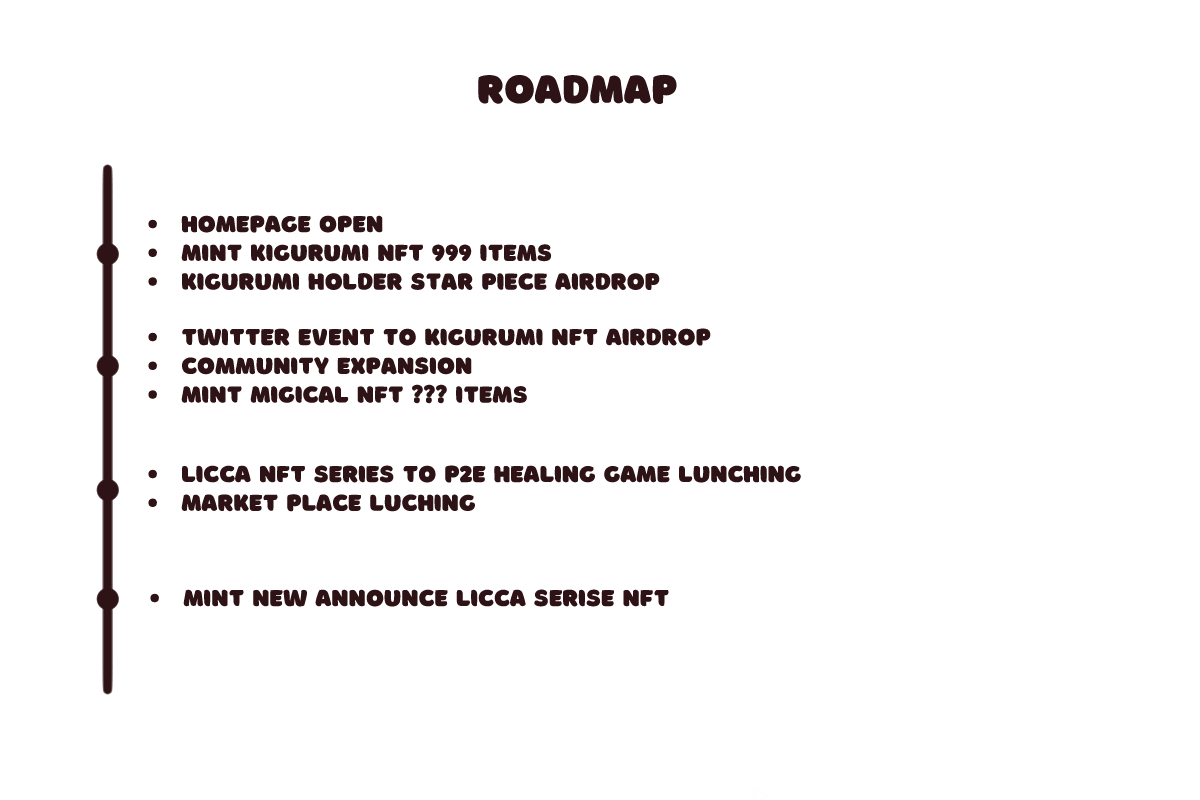 ROADMAP
• HOMEPAGE OPEN
• MINT KIGURUMI NFT 999 ITEMS
• KIGURUMI HOLDER STAR PIECE AIRDROP
• TWITTER EVENT TO KIGURUMI NFT AIRDROP
• COMMUNITY EXPANSION
• MINT MIGICAL NFT ??? ITEMS
• LICCA NFT SERIES TO P2E HEALING GAME LUNCHING
• MARKET PLACE LUCHING
• MINT NEW ANNOUNCE LICCA SERISE NFT